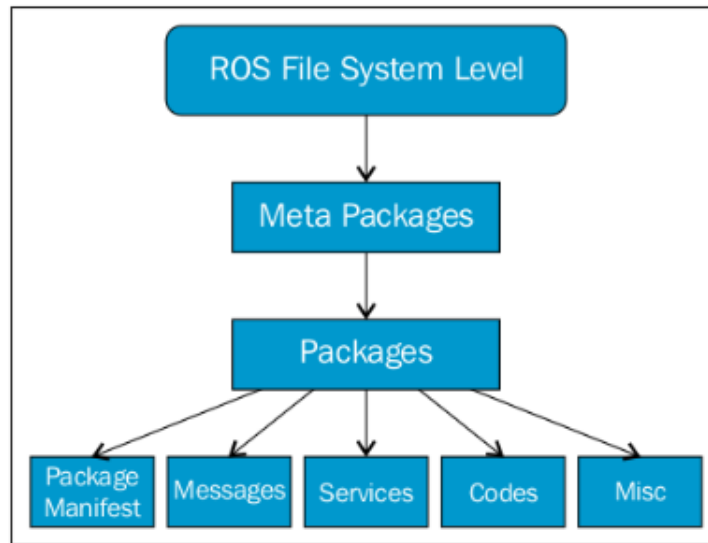 ROS File System Level
Meta Packages
Packages
Package
Manifest
Messages
Services
Codes
Misc